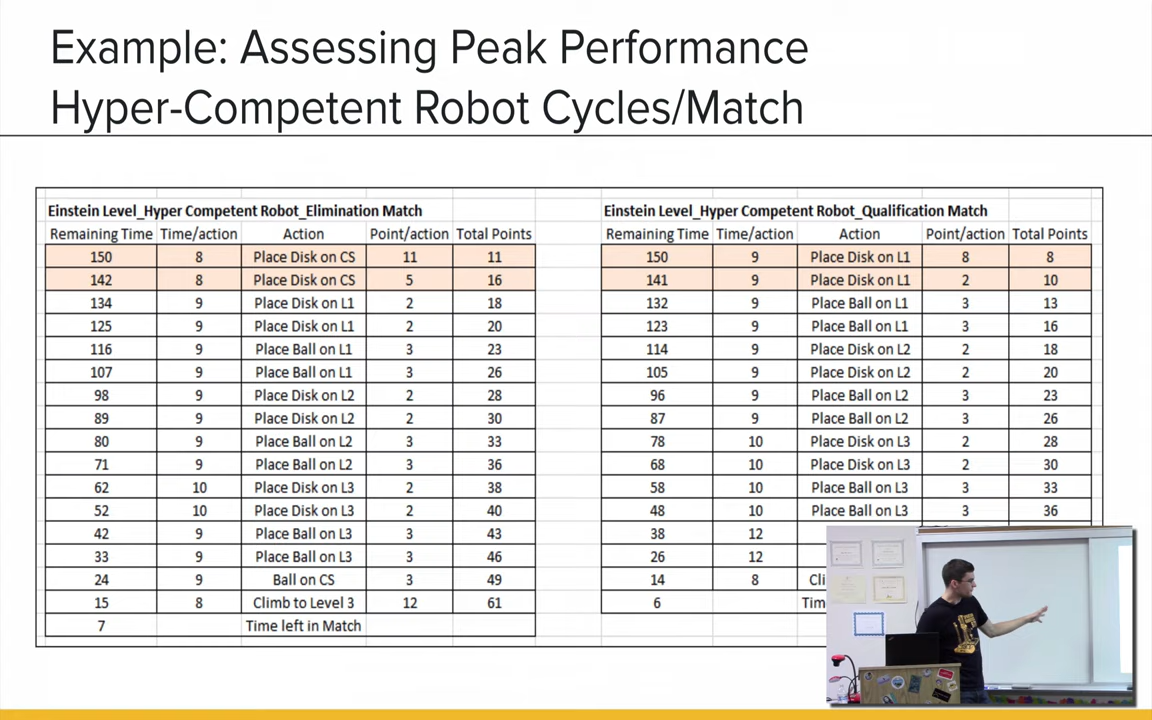 Example: Assessing Peak Performance
Hyper-Competent Robot Cycles/Match
Einstein Level_Hyper Competent Robot_Elimination Match
Remaining Time Time/action Action Point/action Total Points
150 8 Place Disk on CS 11 11
142 8 Place Disk on CS 5 16
134 9 Place Disk on L1 2 18
125 9 Place Disk on L1 2 20
116 9 Place Ball on L1 3 23
107 9 Place Ball on L1 3 26
98 9 Place Disk on L2 2 28
89 9 Place Disk on L2 2 30
80 9 Place Ball on L2 3 33
71 9 Place Ball on L2 3 36
62 10 Place Disk on L3 2 38
52 10 Place Disk on L3 2 40
42 9 Place Ball on L3 3 43
33 9 Place Ball on L3 3 46
24 9 Ball on CS 3 49
15 8 Climb to Level 3 12 61
7 Time left in Match
Einstein Level_Hyper Competent Robot_Qualification Match
Remaining Time Time/action Action Point/action Total Points
150 9 Place Disk on L1 8 8
141 9 Place Disk on L1 2 10
132 9 Place Ball on L1 3 13
123 9 Place Ball on L1 3 16
114 9 Place Disk on L2 2 18
105 9 Place Disk on L2 2 20
96 9 Place Ball on L2 3 23
87 9 Place Ball on L2 3 26
78 10 Place Disk on L3 2 28
68 10 Place Disk on L3 2 30
58 10 Place Ball on L3 3 33
48 10 Place Ball on L3 3 36
38 12
26 12
14 8 Cli
6 Tim